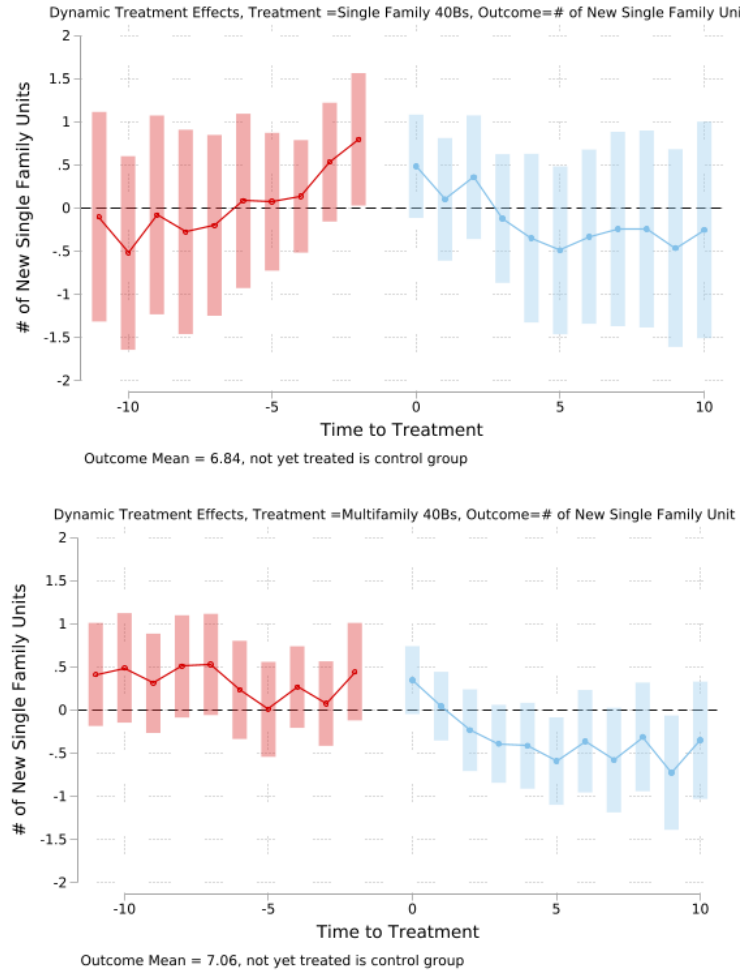 Dynamic Treatment Effects, Treatment =Single Family 40Bs, Outcome=# of New Single Family Uni
2
1.5
1
.5
0
-.5
-1
-1.5
-2
# of New Single Family Units
-10 -5 0 5 10
Time to Treatment
Outcome Mean = 6.84, not yet treated is control group
Dynamic Treatment Effects, Treatment =Multifamily 40Bs, Outcome=# of New Single Family Unit
2
1.5
1
.5
0
-.5
-1
-1.5
-2
# of New Single Family Units
-10 -5 0 5 10
Time to Treatment
Outcome Mean = 7.06, not yet treated is control group